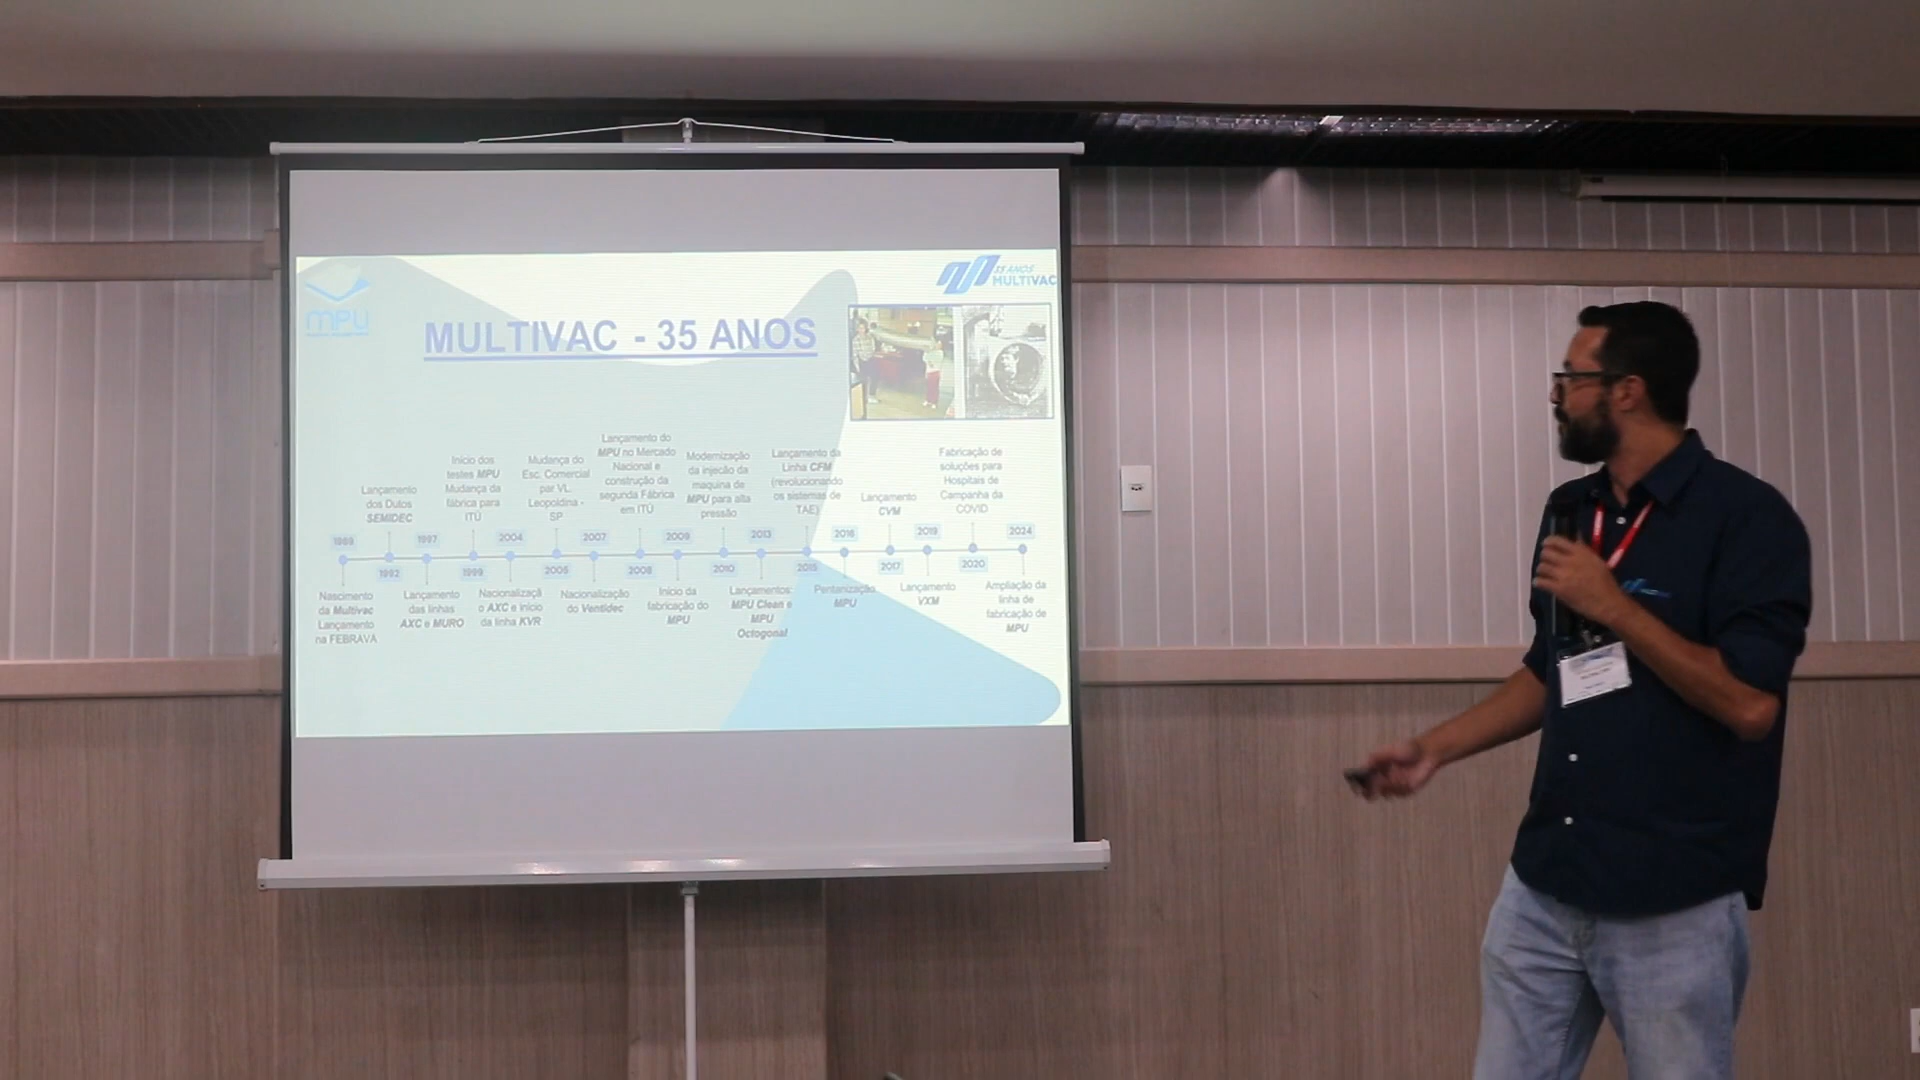 MPU
35 ANOS
MULTIVAC
MULTIVAC - 35 ANOS
1989
Nascimento
da Multivac
Lançamento
na FEBRAVA
Lançamento
dos Dutos
SEMIDEC
1992
1997
Lançamento
das linhas
AXC e MURO
Início dos
testes MPU
Mudança da
fábrica para
ITÚ
1999
2004
Nacionalizaçã
o AXC e início
da linha KVR
Mudança do
Esc. Comercial
par VL.
Leopoldina -
SP
2005
2007
Nacionalização
do Ventidec
Lançamento do
MPU no Mercado
Nacional e
construção da
segunda Fábrica
em ITÚ
2008
2009
Início da
fabricação do
MPU
Modernização
da injeção da
maquina de
MPU para alta
pressão
2010
2013
Lançamentos:
MPU Clean e
MPU
Octogonal
Lançamento da
Linha CFM
(revolucionando
os sistemas de
TAE)
2015
2016
Pentanização
MPU
Lançamento
CVM
2017
2019
Lançamento
VXM
Fabricação de
soluções para
Hospitais de
Campanha da
COVID
2020
2024
Ampliação da
linha de
fabricação de
MPU